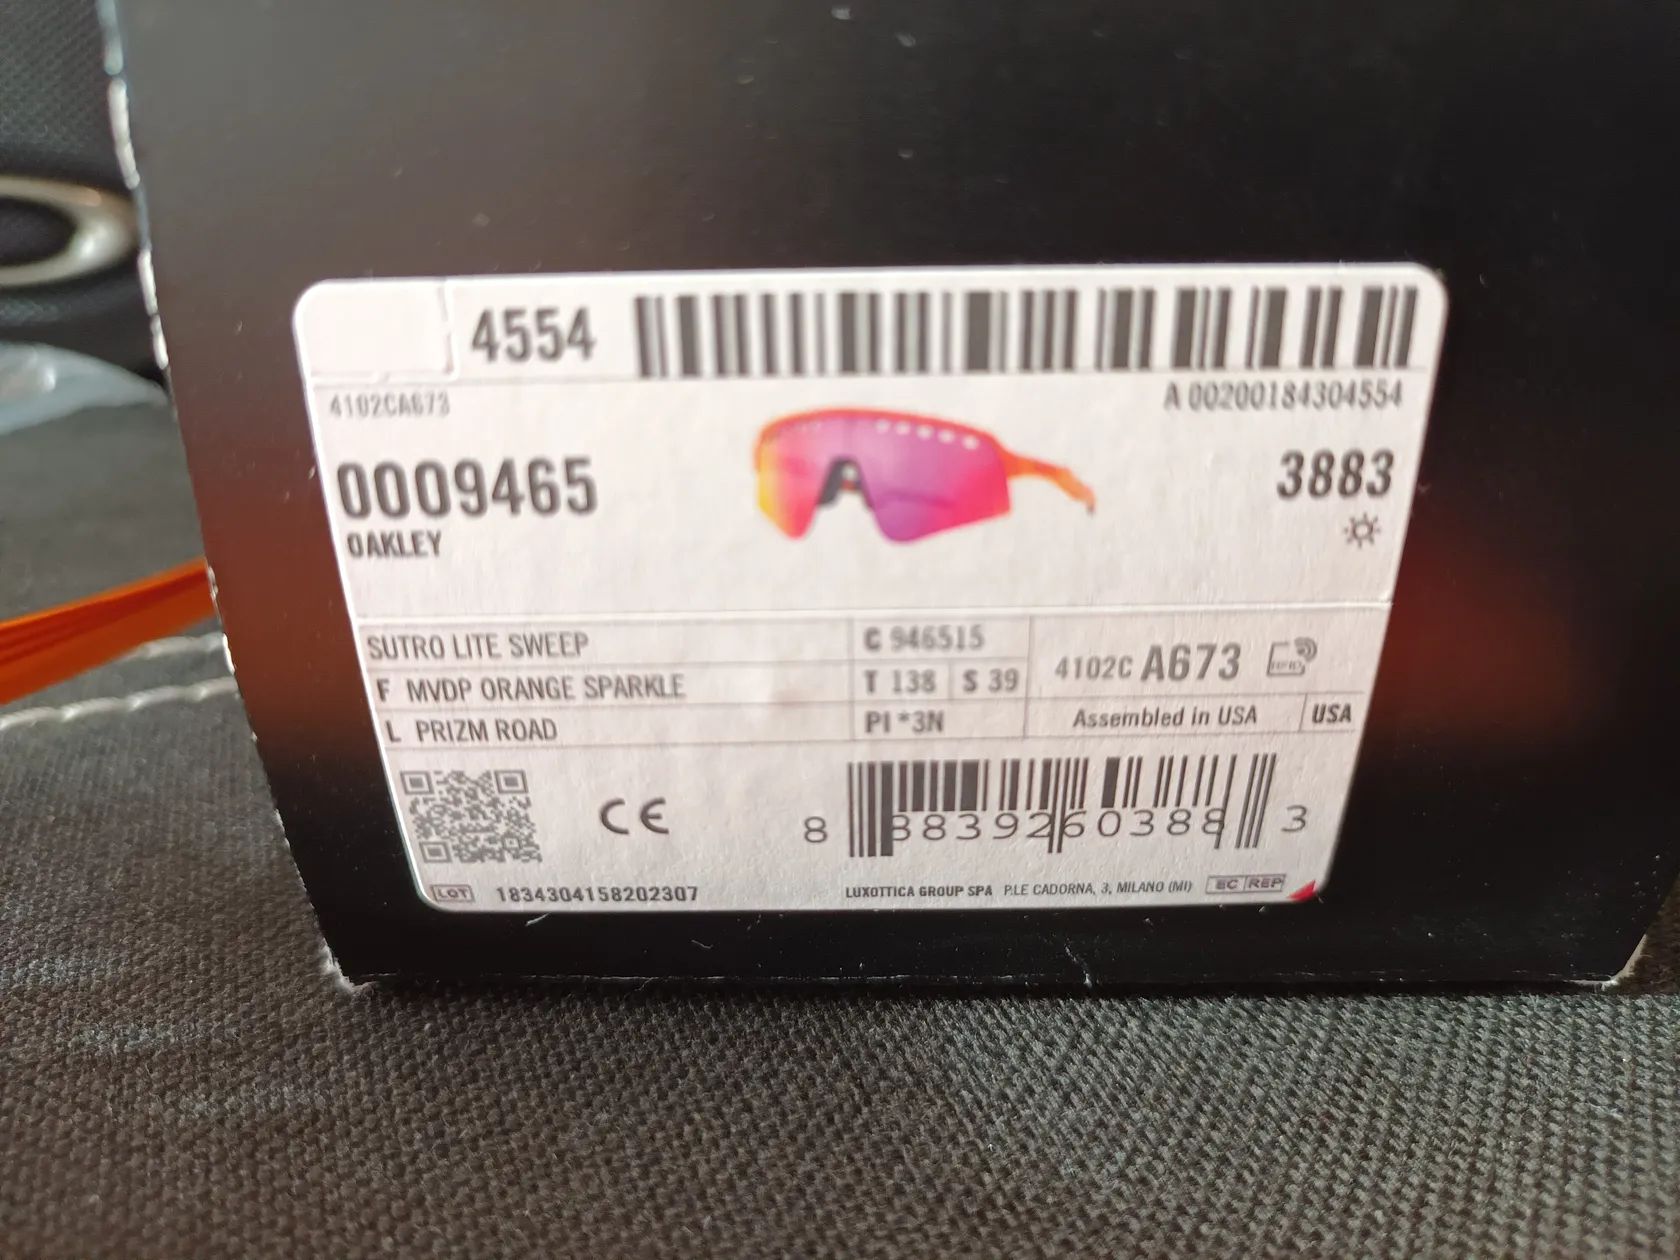 4554
4102CA673
A 00200184304554
0009465
OAKLEY
3883
SUTRO LITE SWEEP
C 946515
F MVDP ORANGE SPARKLE
T 138 S 39
4102C A673
RFID
L PRIZM ROAD
PI *3N
Assembled in USA
USA
CE
8 888392603888 3
LOT 1834304158202307
LUXOTTICA GROUP SPA P.LE CADORNA, 3, MILANO (MI) EC REP